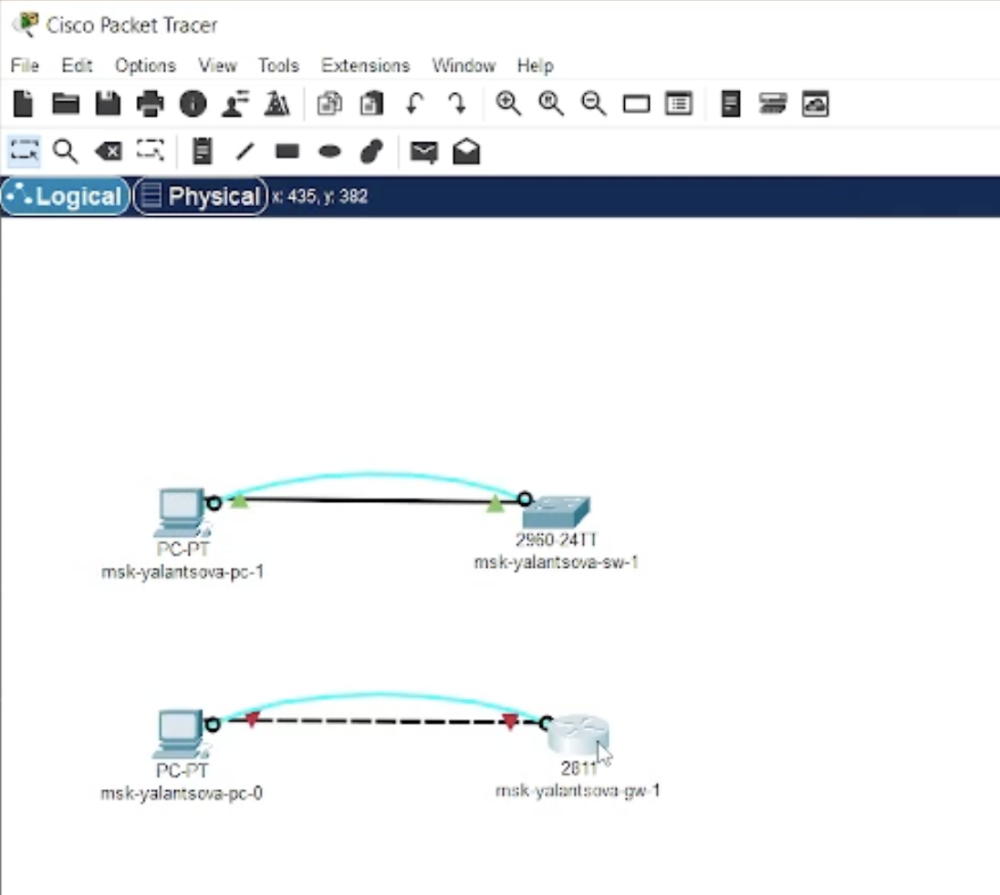 Cisco Packet Tracer
File Edit Options View Tools Extensions Window Help
Logical Physical x: 435, y: 382
PC-PT
msk-yalantsova-pc-1
2960-24TT
msk-yalantsova-sw-1
PC-PT
msk-yalantsova-pc-0
2811
msk-yalantsova-gw-1